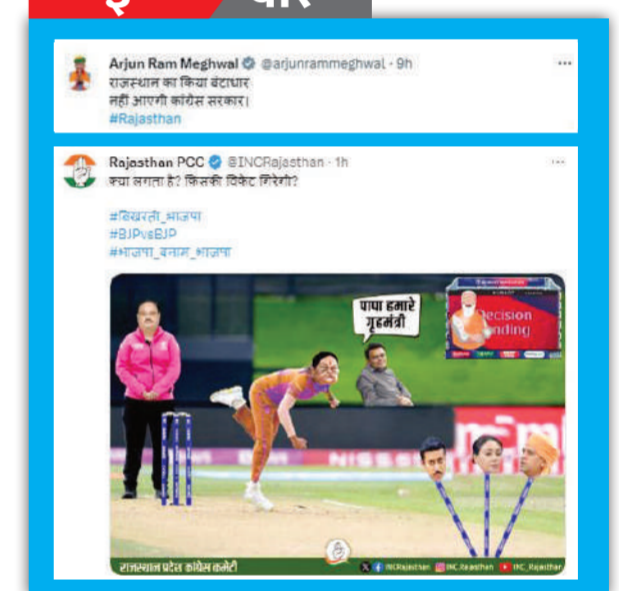 वार
Arjun Ram Meghwal @arjunrammeghwal · 9h
राजस्थान का किया बंटाधार
नहीं आएगी कांग्रेस सरकार।
#Rajasthan
Rajasthan PCC @INCRajasthan · 1h
क्या लगता है? किसकी विकेट गिरेगी?
#बिखरती_भाजपा
#BJPvsBJP
#भाजपा_बनाम_भाजपा
पापा हमारे
गृहमंत्री
Decision
nding
राजस्थान प्रदेश कांग्रेस कमेटी
INCRajasthan INC.Rajasthan INC_Rajasthan